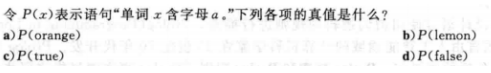 令 P(x)表示语句“单词 x 含字母 a。”下列各项的真值是什么？
a)P(orange) b)P(lemon)
c)P(true) d)P(false)